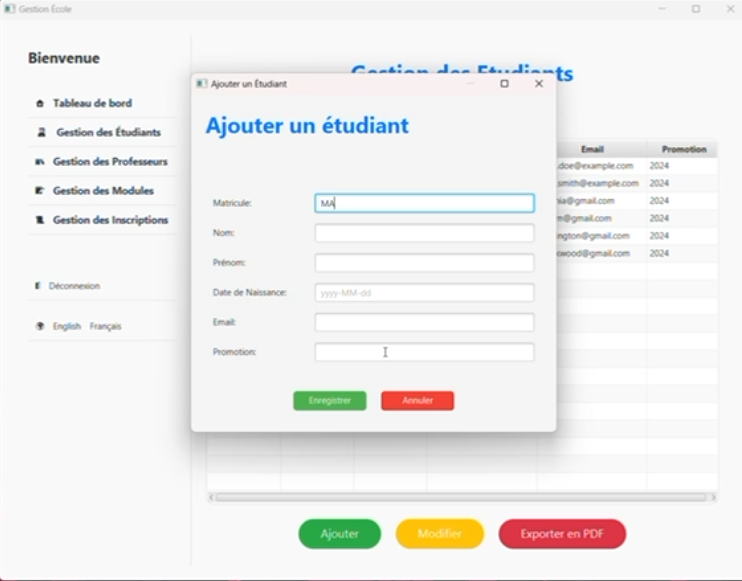 Gestion École
Bienvenue
Tableau de bord
Gestion des Étudiants
Gestion des Professeurs
Gestion des Modules
Gestion des Inscriptions
Déconnexion
English Français
Gestion des Etudiants
Email Promotion
.doe@example.com 2024
smith@example.com 2024
ia@gmail.com 2024
@gmail.com 2024
ngton@gmail.com 2024
wood@gmail.com 2024
Ajouter un Étudiant
Ajouter un étudiant
Matricule: MA
Nom:
Prénom:
Date de Naissance: yyyy-MM-dd
Email:
Promotion:
Enregistrer Annuler
Ajouter Modifier Exporter en PDF